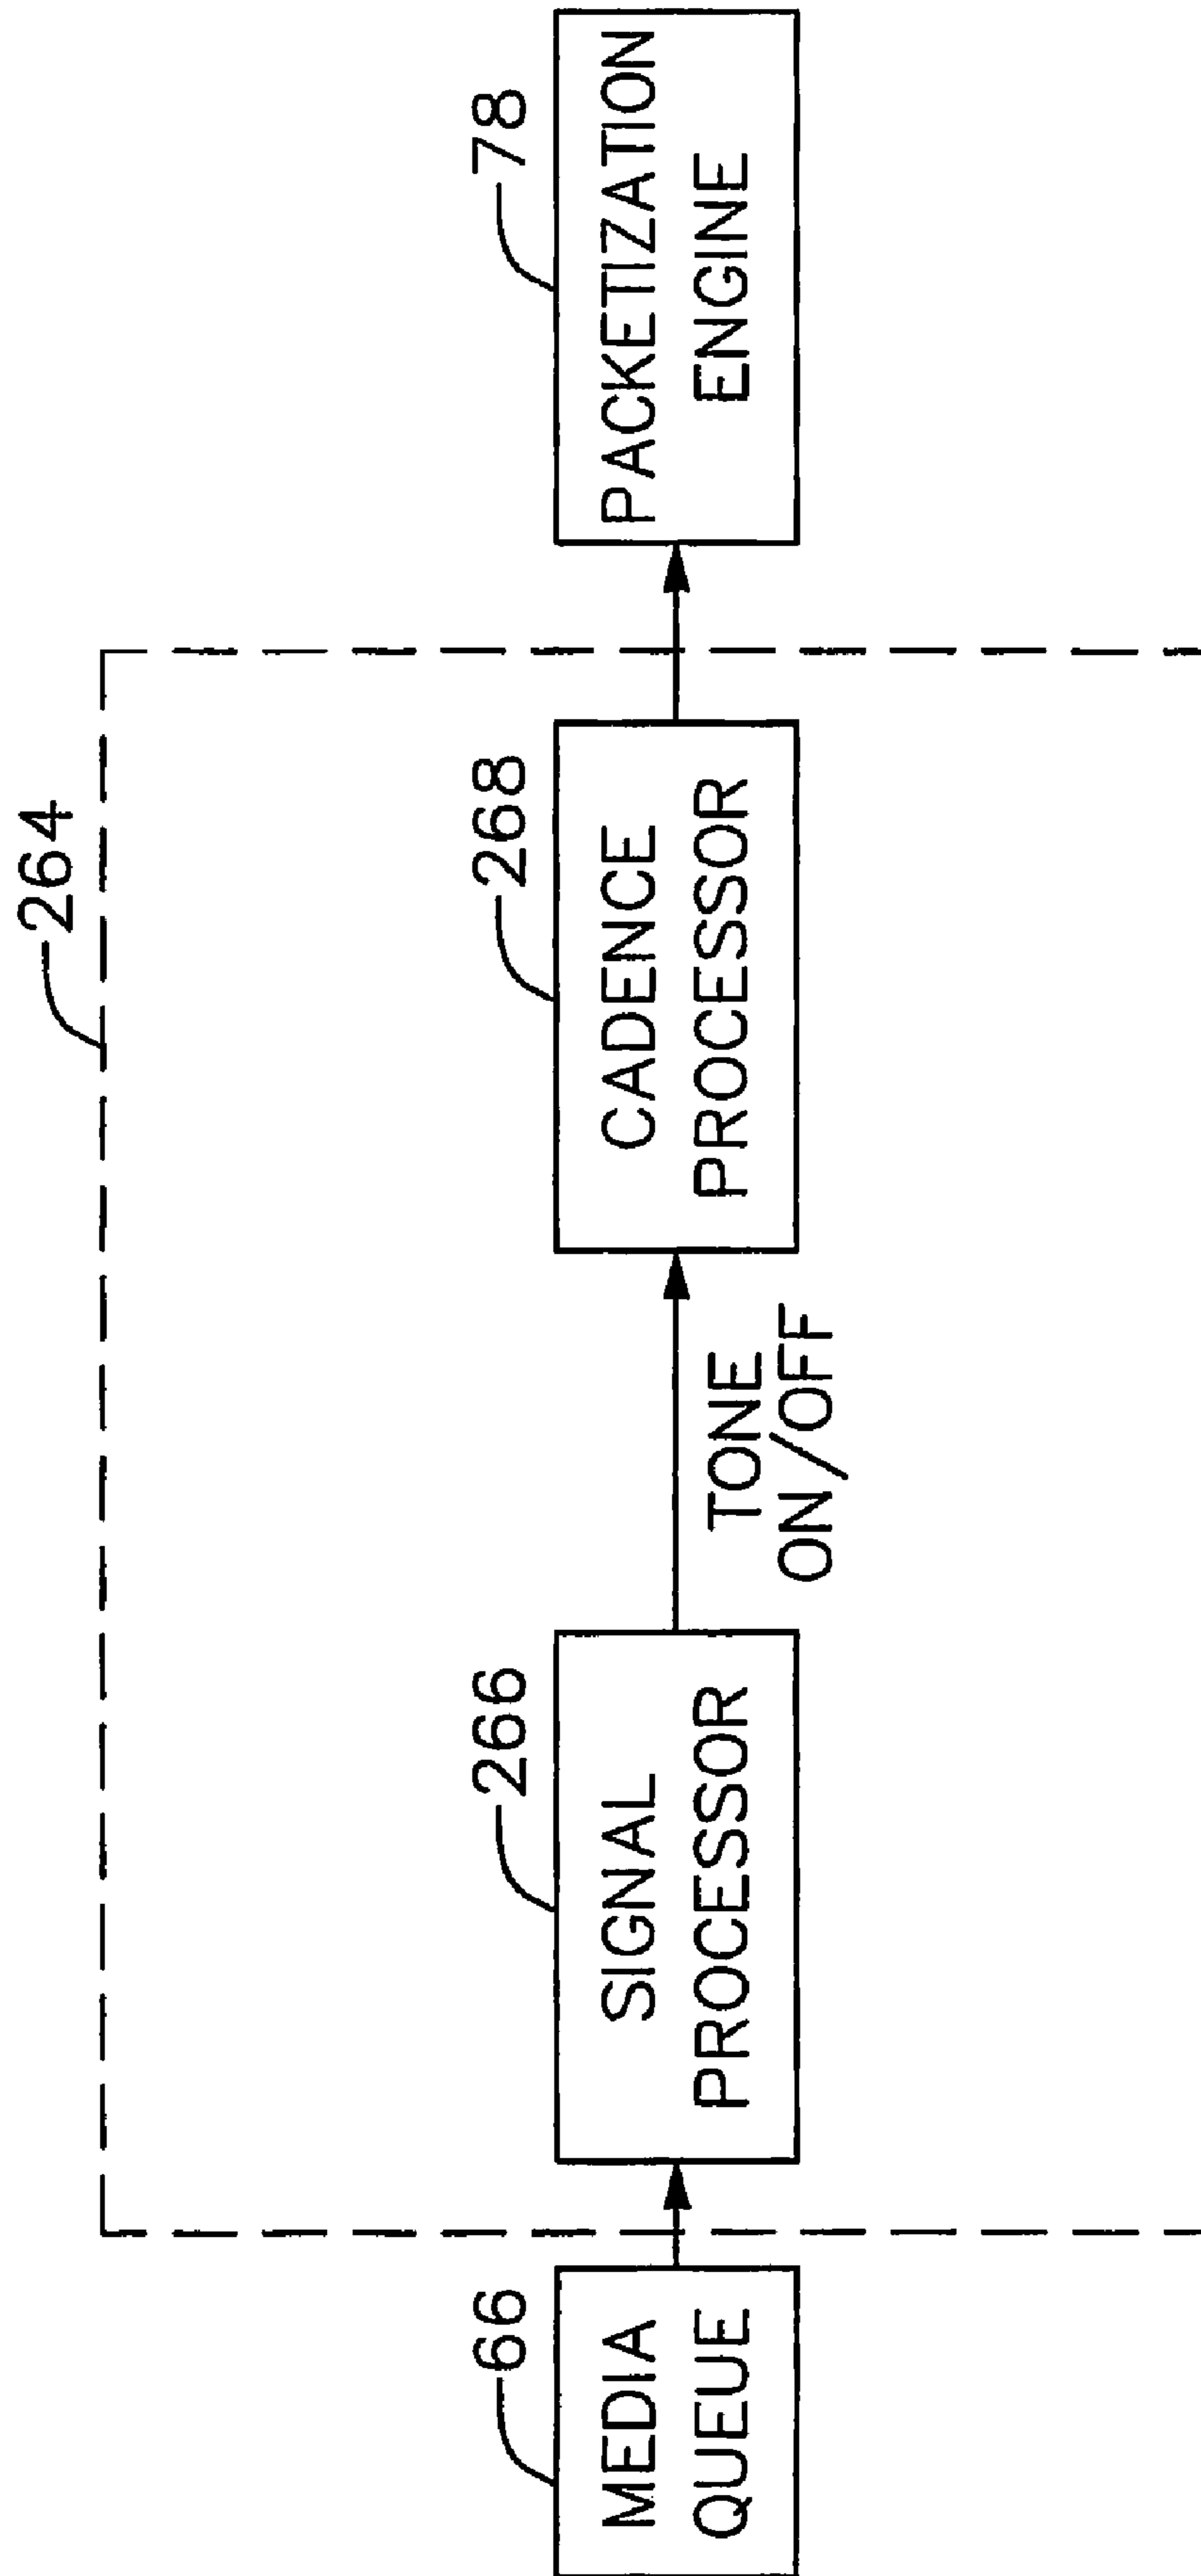 264
66
MEDIA
QUEUE
266
SIGNAL
PROCESSOR
TONE
ON/OFF
268
CADENCE
PROCESSOR
78
PACKETIZATION
ENGINE